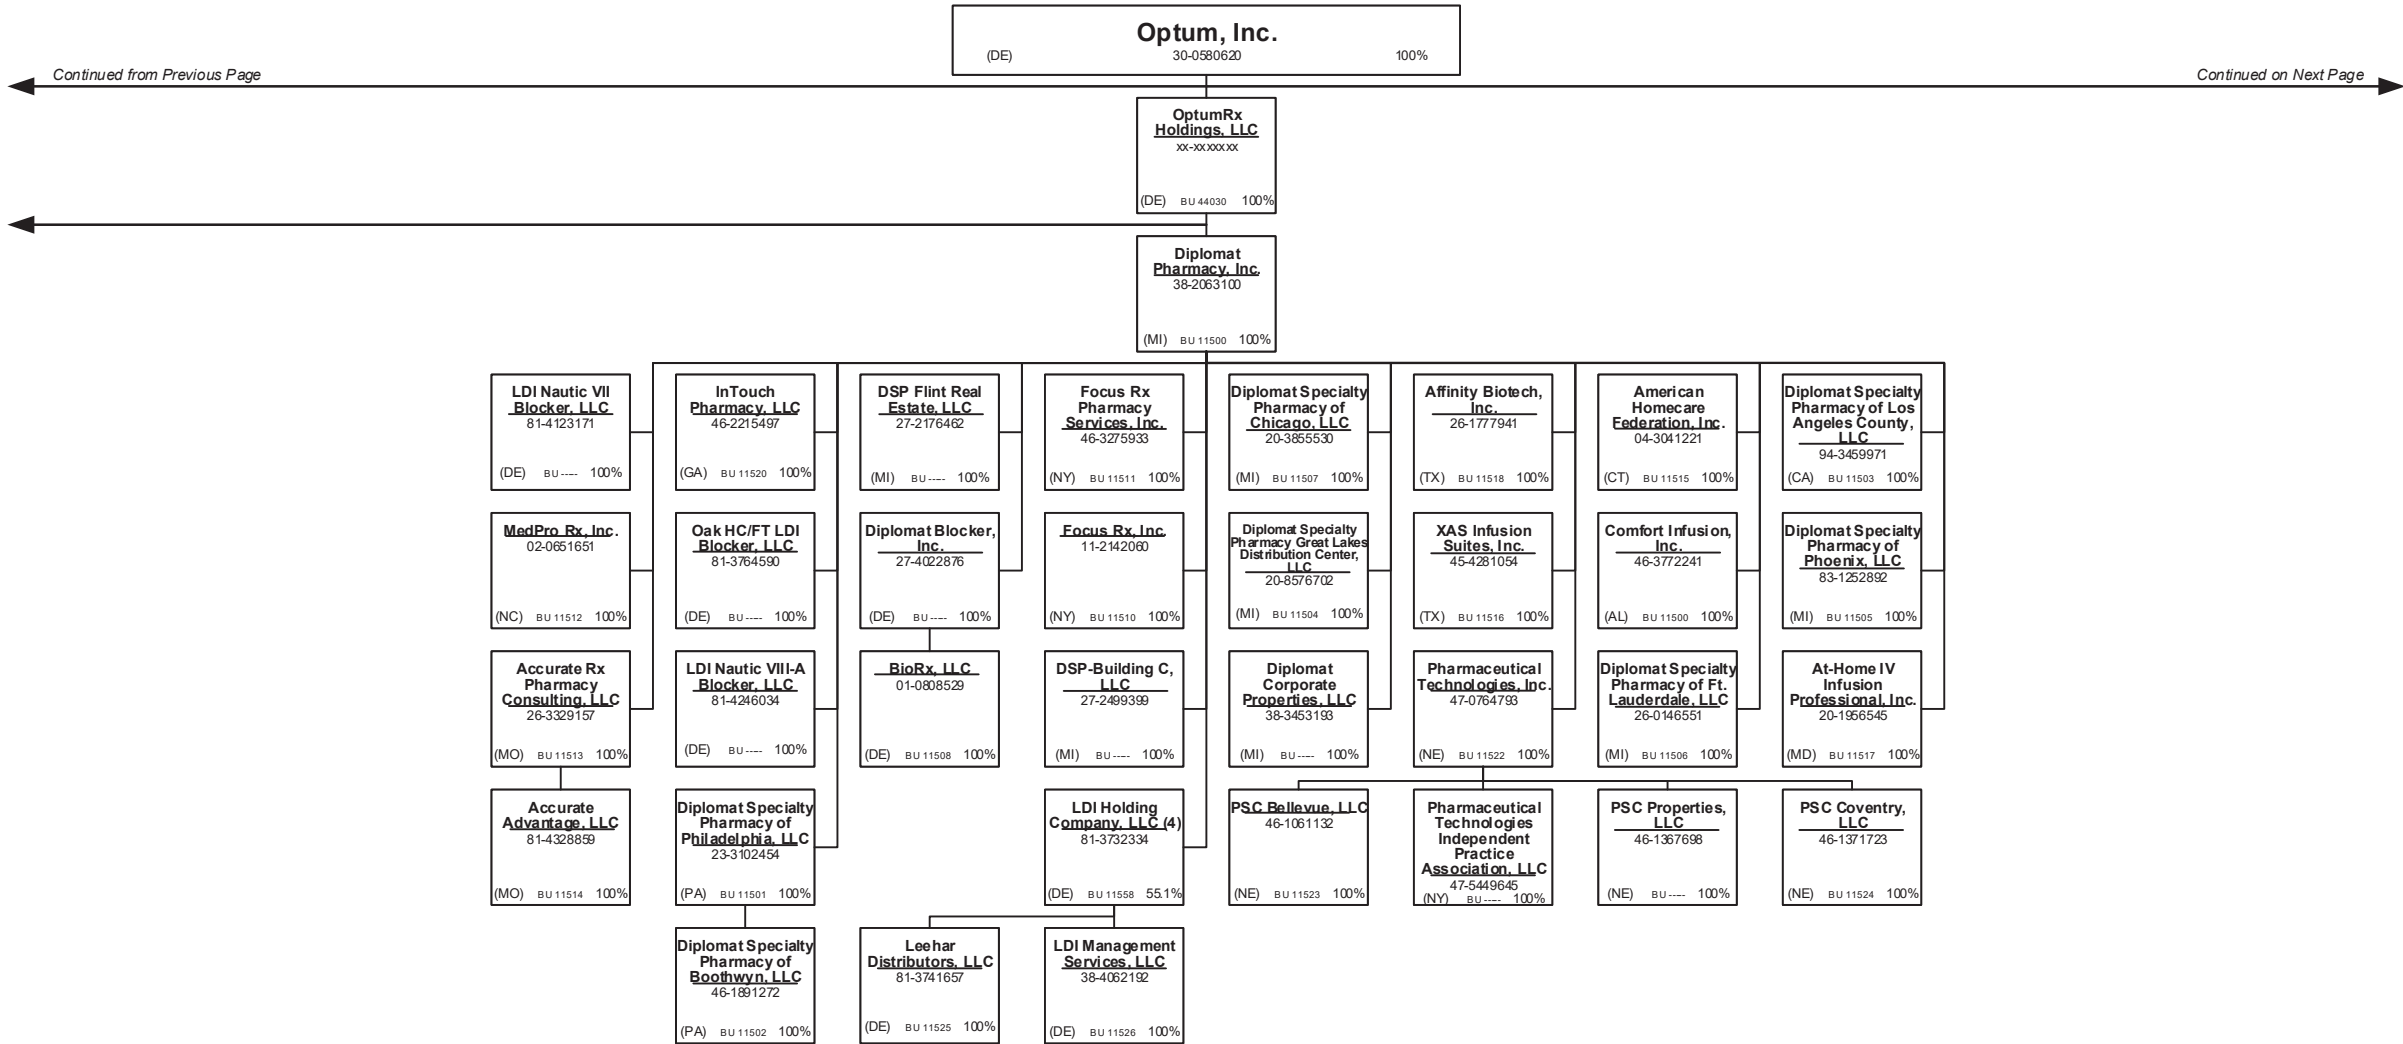 Optum, Inc.
(DE) 30-0580620 100%
Continued from Previous Page
Continued on Next Page
OptumRx
Holdings, LLC
xx-xxxxxxx
(DE) BU 44030 100%
Diplomat
Pharmacy, Inc.
38-2063100
(MI) BU 11500 100%
LDI Nautic VII
Blocker, LLC
81-4123171
(DE) BU ---- 100%
InTouch
Pharmacy, LLC
46-2215497
(GA) BU 11520 100%
DSP Flint Real
Estate, LLC
27-2176462
(MI) BU ---- 100%
Focus Rx
Pharmacy
Services, Inc.
46-3275933
(NY) BU 11511 100%
Diplomat Specialty
Pharmacy of
Chicago, LLC
20-3855530
(MI) BU 11507 100%
Affinity Biotech,
Inc.
26-1777941
(TX) BU 11518 100%
American
Homecare
Federation, Inc.
04-3041221
(CT) BU 11515 100%
Diplomat Specialty
Pharmacy of Los
Angeles County,
LLC
94-3459971
(CA) BU 11503 100%
MedPro Rx, Inc.
02-0651651
(NC) BU 11512 100%
Oak HC/FT LDI
Blocker, LLC
81-3764590
(DE) BU ---- 100%
Diplomat Blocker,
Inc.
27-4022876
(DE) BU ---- 100%
Focus Rx, Inc.
11-2142060
(NY) BU 11510 100%
Diplomat Specialty
Pharmacy Great Lakes
Distribution Center,
LLC
20-8576702
(MI) BU 11504 100%
XAS Infusion
Suites, Inc.
45-4281054
(TX) BU 11516 100%
Comfort Infusion,
Inc.
46-3772241
(AL) BU 11500 100%
Diplomat Specialty
Pharmacy of
Phoenix, LLC
83-1252892
(MI) BU 11505 100%
Accurate Rx
Pharmacy
Consulting, LLC
26-3329157
(MO) BU 11513 100%
LDI Nautic VIII-A
Blocker, LLC
81-4246034
(DE) BU ---- 100%
BioRx, LLC
01-0808529
(DE) BU 11508 100%
DSP-Building C,
LLC
27-2499399
(MI) BU ---- 100%
Diplomat
Corporate
Properties, LLC
38-3453193
(MI) BU ---- 100%
Pharmaceutical
Technologies, Inc.
47-0764793
(NE) BU 11522 100%
Diplomat Specialty
Pharmacy of Ft.
Lauderdale, LLC
26-0146551
(MI) BU 11506 100%
At-Home IV
Infusion
Professional, Inc.
20-1956545
(MD) BU 11517 100%
Accurate
Advantage, LLC
81-4328859
(MO) BU 11514 100%
Diplomat Specialty
Pharmacy of
Philadelphia, LLC
23-3102454
(PA) BU 11501 100%
LDI Holding
Company, LLC (4)
81-3732334
(DE) BU 11558 55.1%
PSC Bellevue, LLC
46-1061132
(NE) BU 11523 100%
Pharmaceutical
Technologies
Independent
Practice
Association, LLC
47-5449645
(NY) BU ---- 100%
PSC Properties,
LLC
46-1367698
(NE) BU ---- 100%
PSC Coventry,
LLC
46-1371723
(NE) BU 11524 100%
Diplomat Specialty
Pharmacy of
Boothwyn, LLC
46-1891272
(PA) BU 11502 100%
Leehar
Distributors, LLC
81-3741657
(DE) BU 11525 100%
LDI Management
Services, LLC
38-4062192
(DE) BU 11526 100%